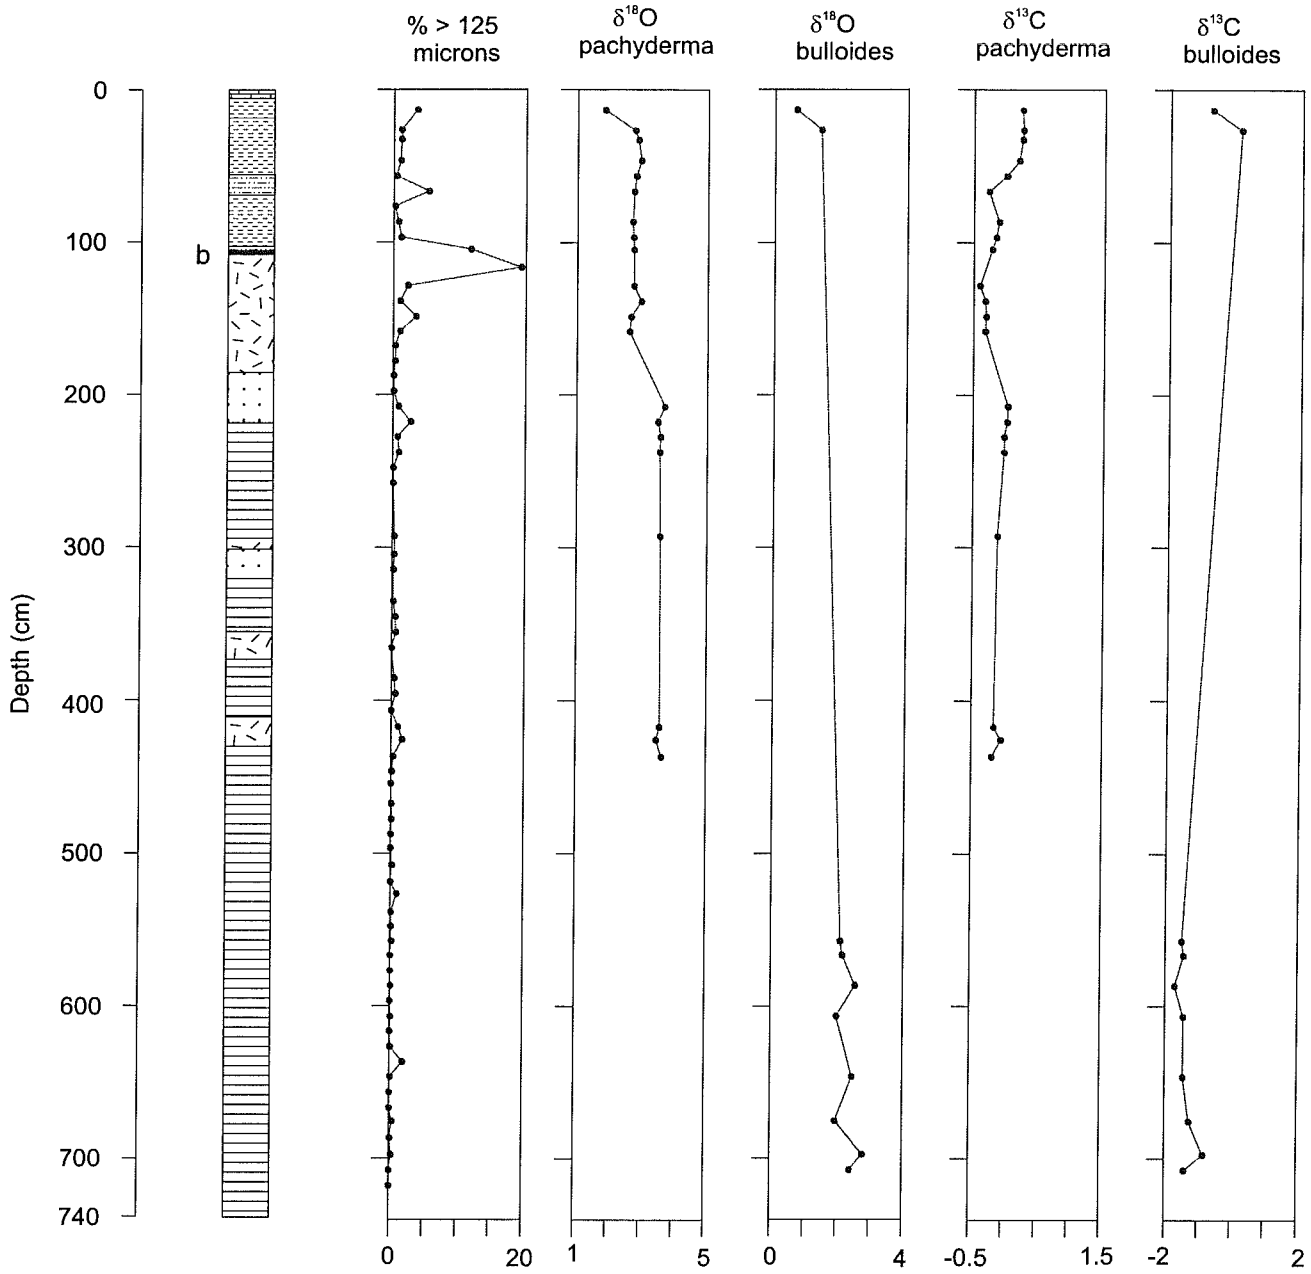 % > 125
microns
δ¹⁸O
pachyderma
δ¹⁸O
bulloides
δ¹³C
pachyderma
δ¹³C
bulloides
0
100
b
200
300
400
500
600
700
740
Depth (cm)
0 20
1 5
0 4
-0.5 1.5
-2 2